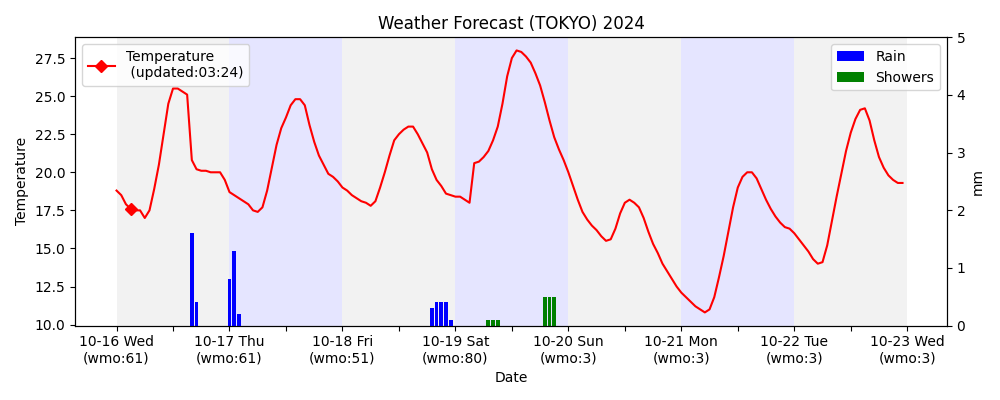 Weather Forecast (TOKYO) 2024
Temperature
(updated:03:24)
Rain
Showers
27.5
25.0
22.5
20.0
17.5
15.0
12.5
10.0
Temperature
5
4
3
2
1
0
mm
10-16 Wed
(wmo:61)
10-17 Thu
(wmo:61)
10-18 Fri
(wmo:51)
10-19 Sat
(wmo:80)
10-20 Sun
(wmo:3)
10-21 Mon
(wmo:3)
10-22 Tue
(wmo:3)
10-23 Wed
(wmo:3)
Date